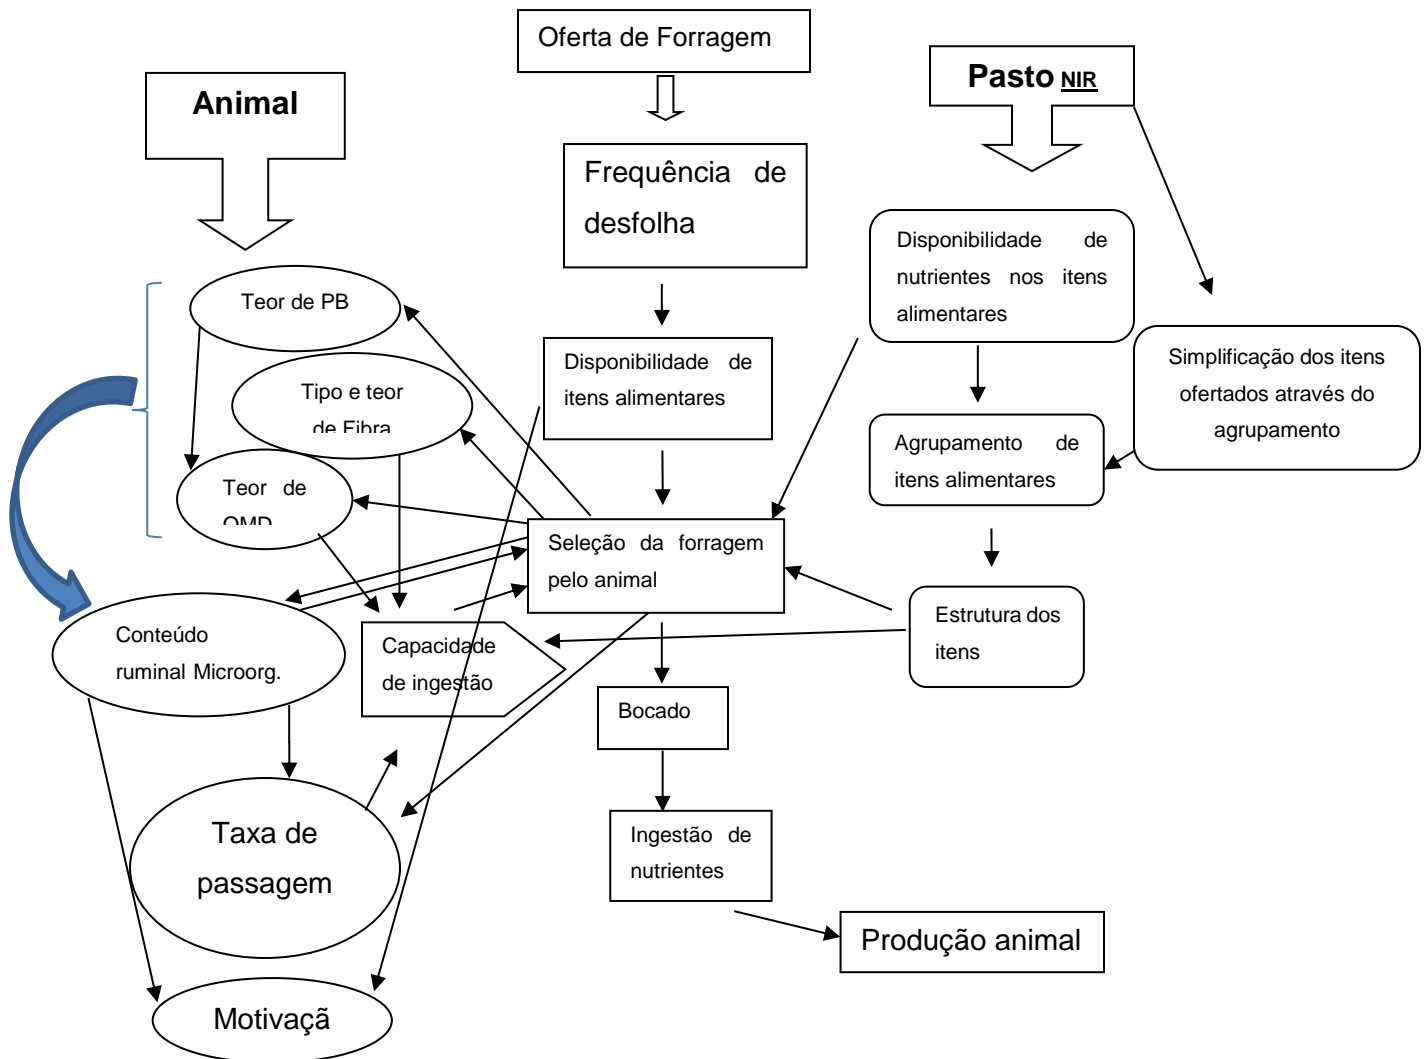 Oferta de Forragem
Animal
Pasto NIR
Frequência de
desfolha
Disponibilidade de
nutrientes nos itens
alimentares
Teor de PB
Disponibilidade de
itens alimentares
Simplificação dos itens
ofertados através do
agrupamento
Tipo e teor
de Fibra
Agrupamento de
itens alimentares
Teor de
OMD
Seleção da forragem
pelo animal
Estrutura dos
itens
Conteúdo
ruminal Microorg.
Capacidade
de ingestão
Bocado
Taxa de
passagem
Ingestão de
nutrientes
Produção animal
Motivaçã